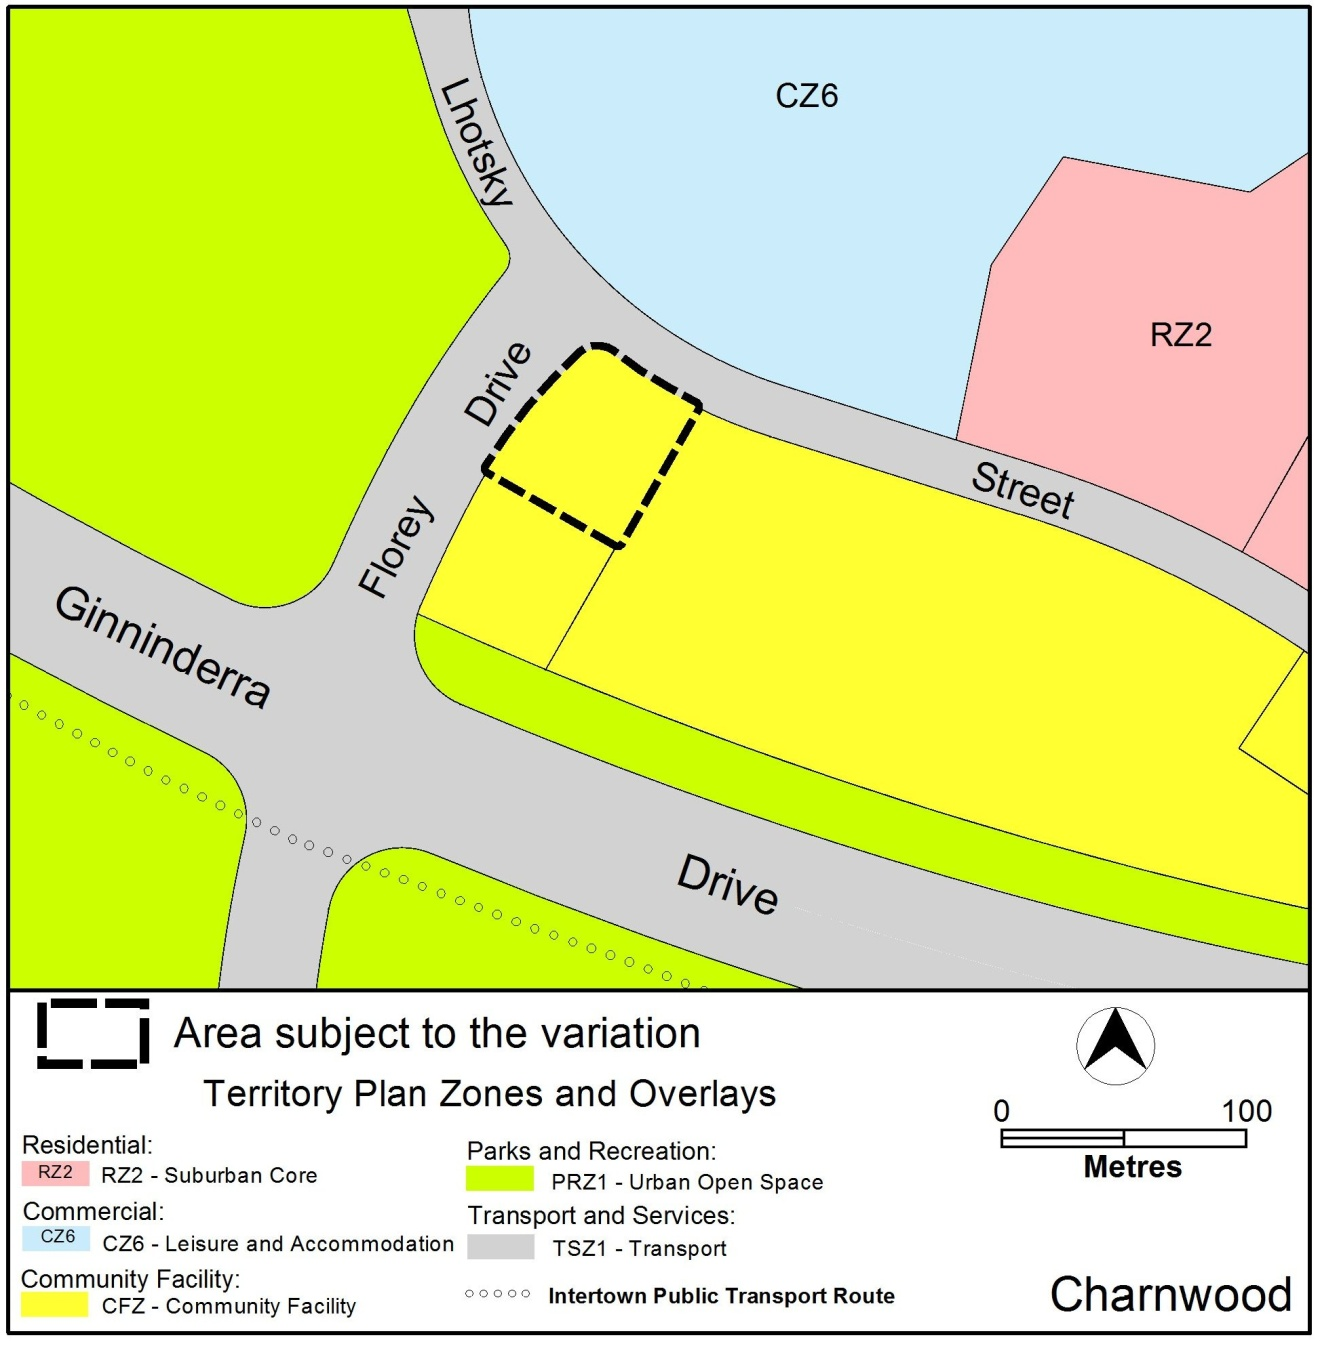 CZ6
Lhotsky
RZ2
Drive
Street
Florey
Ginninderra
Drive
Area subject to the variation
Territory Plan Zones and Overlays
0 100
Metres
Residential:
RZ2 RZ2 - Suburban Core
Commercial:
CZ6 CZ6 - Leisure and Accommodation
Community Facility:
CFZ - Community Facility
Parks and Recreation:
PRZ1 - Urban Open Space
Transport and Services:
TSZ1 - Transport
Intertown Public Transport Route
Charnwood